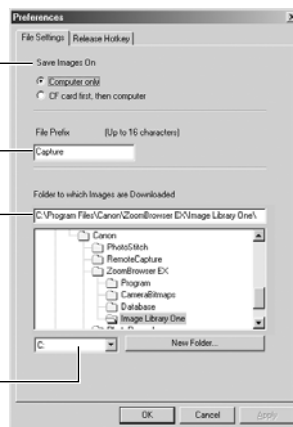 Preferences
File Settings Release Hotkey
Save Images On
Computer only
CF card first, then computer
File Prefix (Up to 16 characters)
Capture
Folder to which Images are Downloaded
C:\Program Files\Canon\ZoomBrowser EX\Image Library One\
Canon
PhotoStitch
RemoteCapture
ZoomBrowser EX
Program
CameraBitmaps
Database
Image Library One
C: New Folder...
OK Cancel Apply